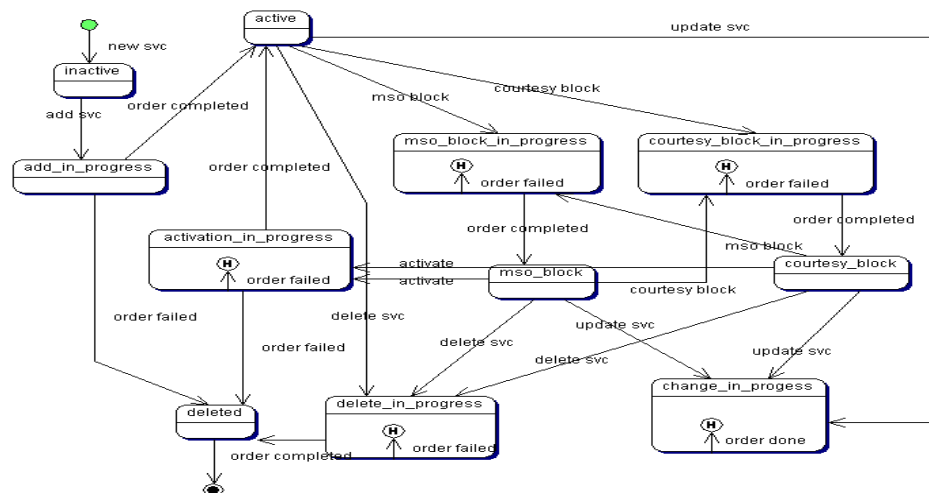 active
update svc
new svc
inactive
mso block
courtesy block
order completed
add svc
mso_block_in_progress
courtesy_block_in_progress
order completed
add_in_progress
H
order failed
H
order failed
order completed
order completed
activation_in_progress
mso block
H
order failed
activate
mso_block
courtesy_block
activate
courtesy block
order failed
delete svc
update svc
order failed
delete svc
delete svc
update svc
change_in_progess
deleted
delete_in_progress
H
order failed
H
order done
order completed